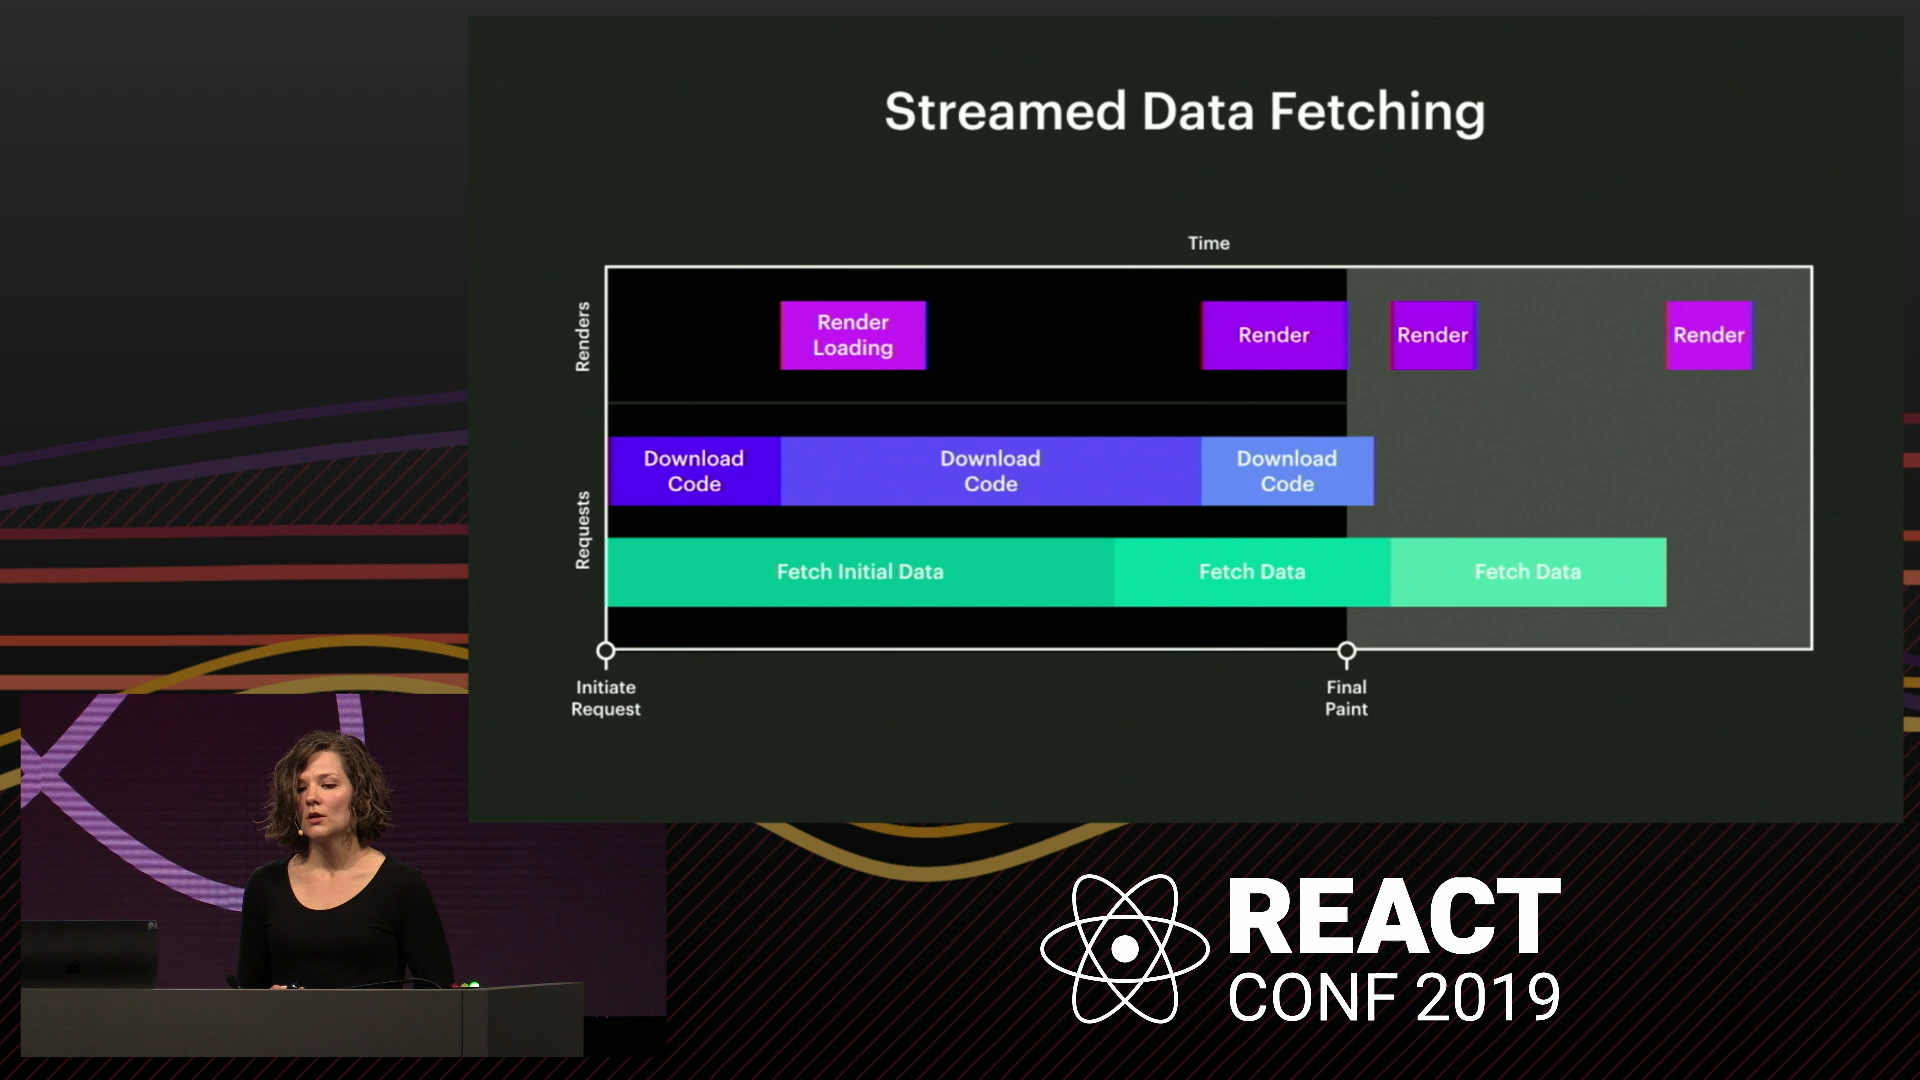 Streamed Data Fetching
Time
Renders
Render
Loading
Render
Render
Render
Requests
Download
Code
Download
Code
Download
Code
Fetch Initial Data
Fetch Data
Fetch Data
Initiate
Request
Final
Paint
REACT
CONF 2019